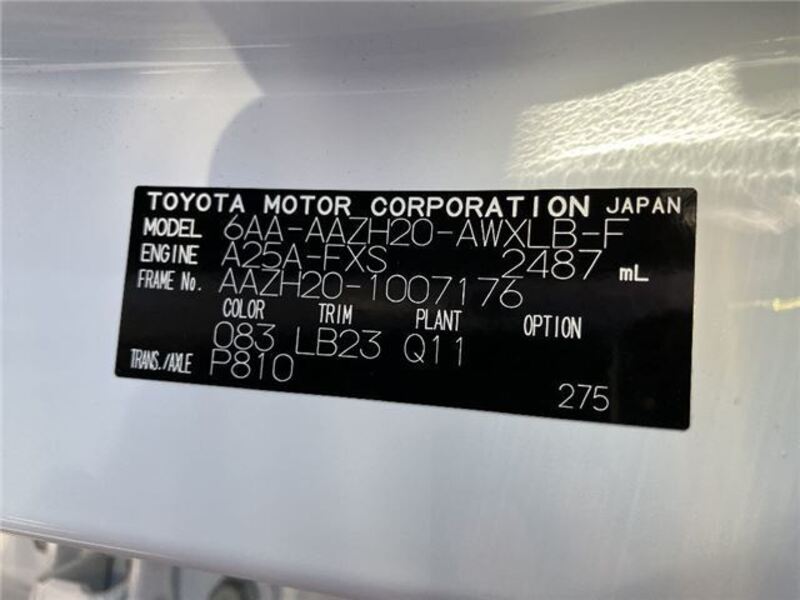 TOYOTA MOTOR CORPORATION JAPAN
MODEL 6AA-AAZH20-AWXLB-F
ENGINE A25A-FXS 2487 mL
FRAME No. AAZH20-1007176
COLOR TRIM PLANT OPTION
083 LB23 Q11
TRANS./AXLE P810
275